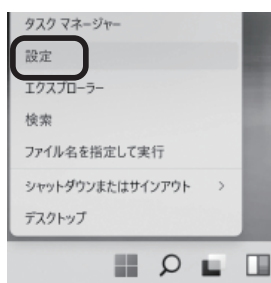 タスク マネージャー
設定
エクスプローラー
検索
ファイル名を指定して実行
シャットダウンまたはサインアウト
デスクトップ